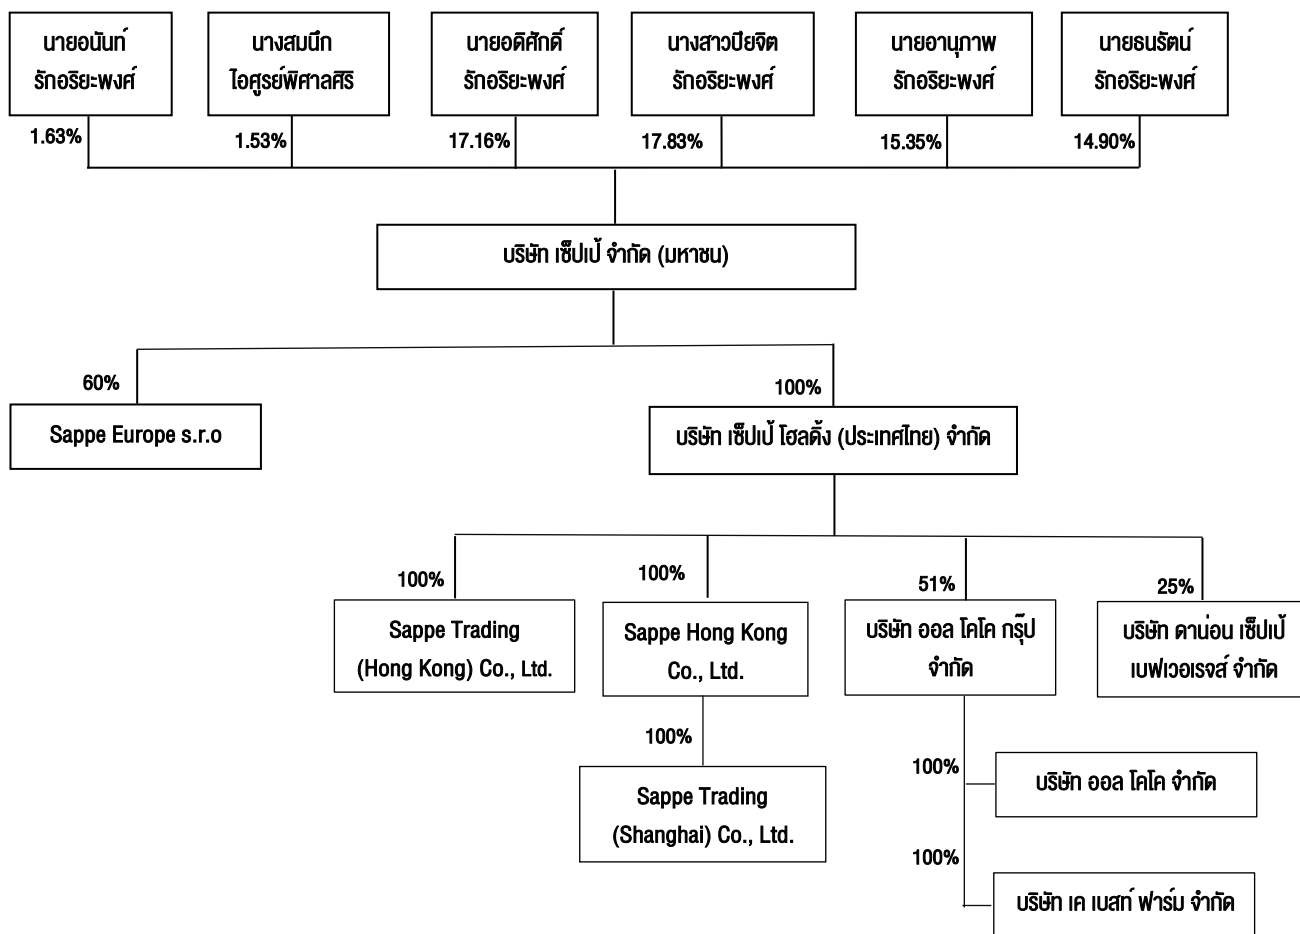 นายอนันท์
รักอริยะพงศ์
นางสมนึก
ไอศูรย์พิศาลศิริ
นายอดิศักดิ์
รักอริยะพงศ์
นางสาวปิยจิต
รักอริยะพงศ์
นายอานุภาพ
รักอริยะพงศ์
นายธนรัตน์
รักอริยะพงศ์
1.63%
1.53%
17.16%
17.83%
15.35%
14.90%
บริษัท เซ็ปเป้ จำกัด (มหาชน)
60%
100%
Sappe Europe s.r.o
บริษัท เซ็ปเป้ โฮลดิ้ง (ประเทศไทย) จำกัด
100%
100%
51%
25%
Sappe Trading
(Hong Kong) Co., Ltd.
Sappe Hong Kong
Co., Ltd.
บริษัท ออล โคโค กรุ๊ป
จำกัด
บริษัท ดาน่อน เซ็ปเป้
เบฟเวอเรจส์ จำกัด
100%
Sappe Trading
(Shanghai) Co., Ltd.
100%
บริษัท ออล โคโค จำกัด
100%
บริษัท เค เบสท์ ฟาร์ม จำกัด